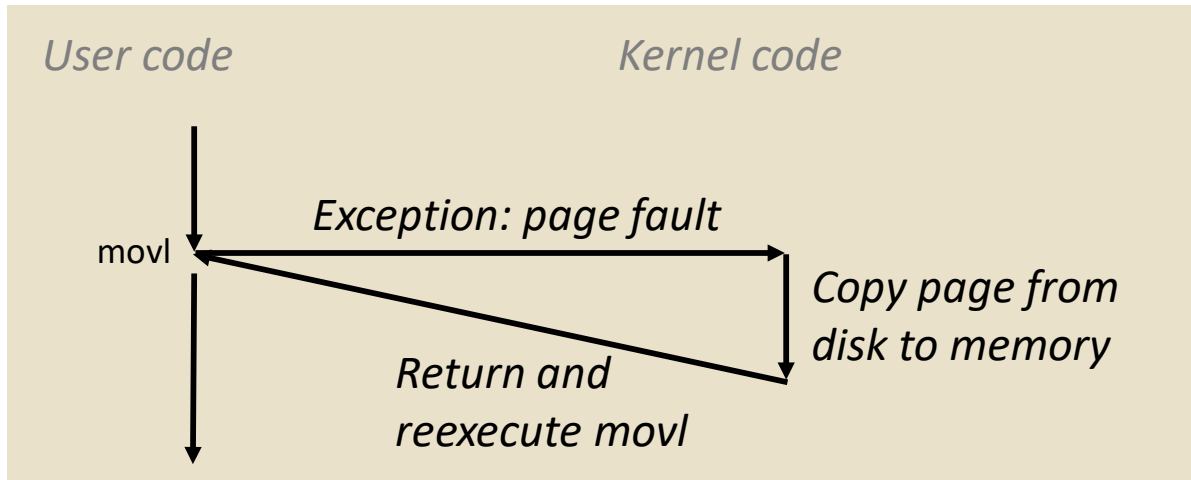 User code
Kernel code
Exception: page fault
movl
Copy page from
disk to memory
Return and
reexecute movl